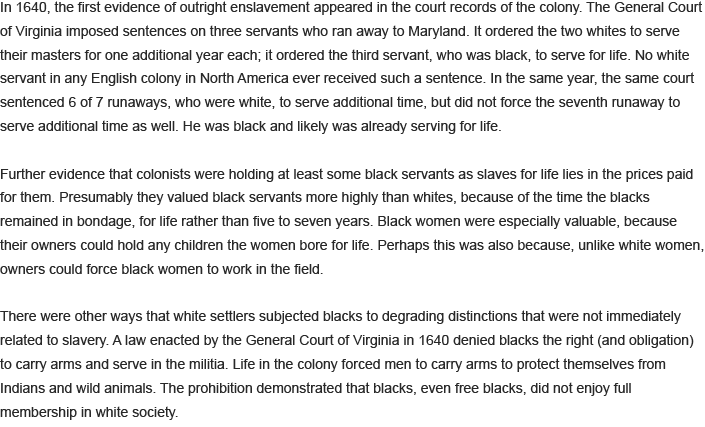 In 1640, the first evidence of outright enslavement appeared in the court records of the colony. The General Court
of Virginia imposed sentences on three servants who ran away to Maryland. It ordered the two whites to serve
their masters for one additional year each; it ordered the third servant, who was black, to serve for life. No white
servant in any English colony in North America ever received such a sentence. In the same year, the same court
sentenced 6 of 7 runaways, who were white, to serve additional time, but did not force the seventh runaway to
serve additional time as well. He was black and likely was already serving for life.

Further evidence that colonists were holding at least some black servants as slaves for life lies in the prices paid
for them. Presumably they valued black servants more highly than whites, because of the time the blacks
remained in bondage, for life rather than five to seven years. Black women were especially valuable, because
their owners could hold any children the women bore for life. Perhaps this was also because, unlike white women,
owners could force black women to work in the field.

There were other ways that white settlers subjected blacks to degrading distinctions that were not immediately
related to slavery. A law enacted by the General Court of Virginia in 1640 denied blacks the right (and obligation)
to carry arms and serve in the militia. Life in the colony forced men to carry arms to protect themselves from
Indians and wild animals. The prohibition demonstrated that blacks, even free blacks, did not enjoy full
membership in white society.